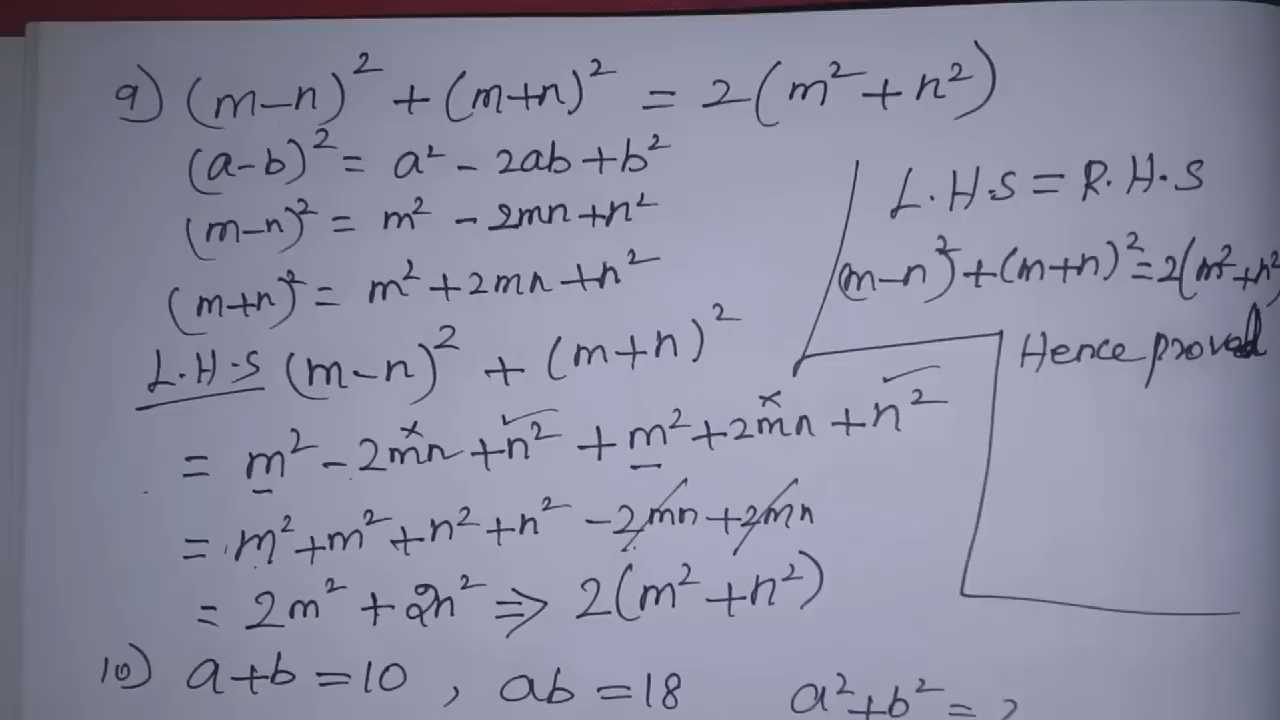 9) (m-n)² + (m+n)² = 2(m² + n²)
(a-b)² = a² - 2ab + b²
(m-n)² = m² - 2mn + n²
(m+n)² = m² + 2mn + n²
L.H.S (m-n)² + (m+n)²
= m² - 2mn + n² + m² + 2mn + n²
= m² + m² + n² + n² - 2mn + 2mn
= 2m² + 2n² ⇒ 2(m² + n²)
L.H.S = R.H.S
(m-n)² + (m+n)² = 2(m² + n²)
Hence proved
10) a+b = 10, ab = 18 a² + b² = ?